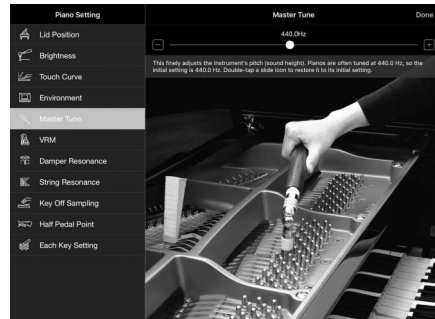 Piano Setting
Lid Position
Brightness
Touch Curve
Environment
Master Tune
VRM
Damper Resonance
String Resonance
Key Off Sampling
Half Pedal Point
Each Key Setting
Master Tune
Done
440.0Hz
This finely adjusts the Instrument's pitch (sound height). Pianos are often tuned at 440.0 Hz, so the
initial setting is 440.0 Hz. Double-tap a slide icon to restore it to its initial setting.